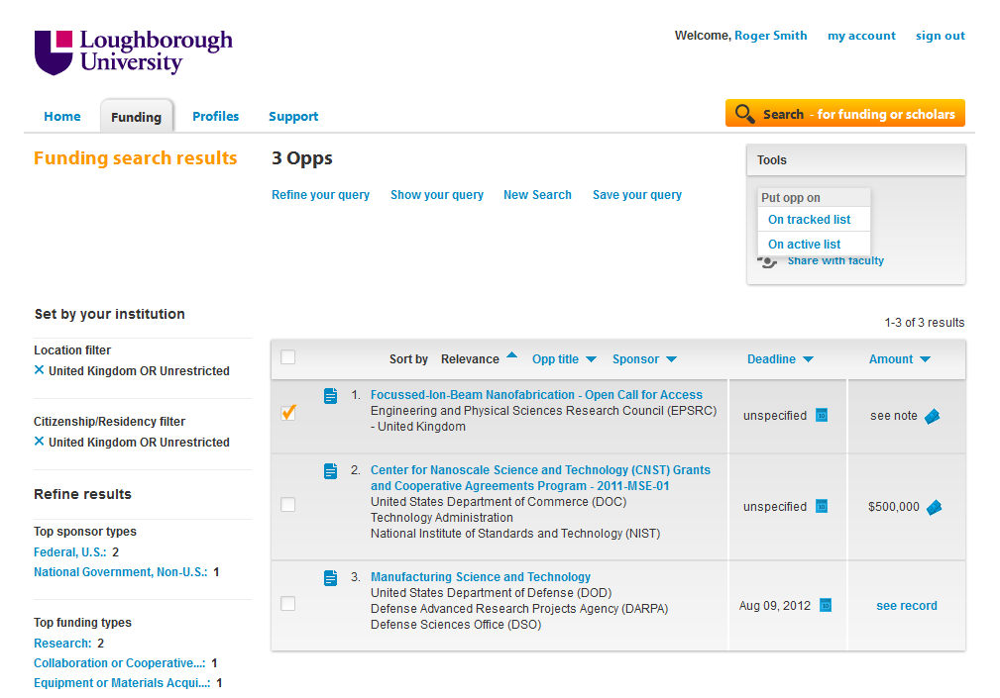 Loughborough
University
Welcome, Roger Smith my account sign out
Home Funding Profiles Support
Search - for funding or scholars
Funding search results
3 Opps
Refine your query Show your query New Search Save your query
Tools
Put opp on
On tracked list
On active list
Share with faculty
Set by your institution
Location filter
× United Kingdom OR Unrestricted
Citizenship/Residency filter
× United Kingdom OR Unrestricted
Refine results
Top sponsor types
Federal, U.S.: 2
National Government, Non-U.S.: 1
Top funding types
Research: 2
Collaboration or Cooperative...: 1
Equipment or Materials Acqui...: 1
1-3 of 3 results
Sort by Relevance Opp title Sponsor Deadline Amount
1. Focussed-Ion-Beam Nanofabrication - Open Call for Access
Engineering and Physical Sciences Research Council (EPSRC)
- United Kingdom
unspecified 10 see note
2. Center for Nanoscale Science and Technology (CNST) Grants
and Cooperative Agreements Program - 2011-MSE-01
United States Department of Commerce (DOC)
Technology Administration
National Institute of Standards and Technology (NIST)
unspecified 10 $500,000
3. Manufacturing Science and Technology
United States Department of Defense (DOD)
Defense Advanced Research Projects Agency (DARPA)
Defense Sciences Office (DSO)
Aug 09, 2012 10 see record